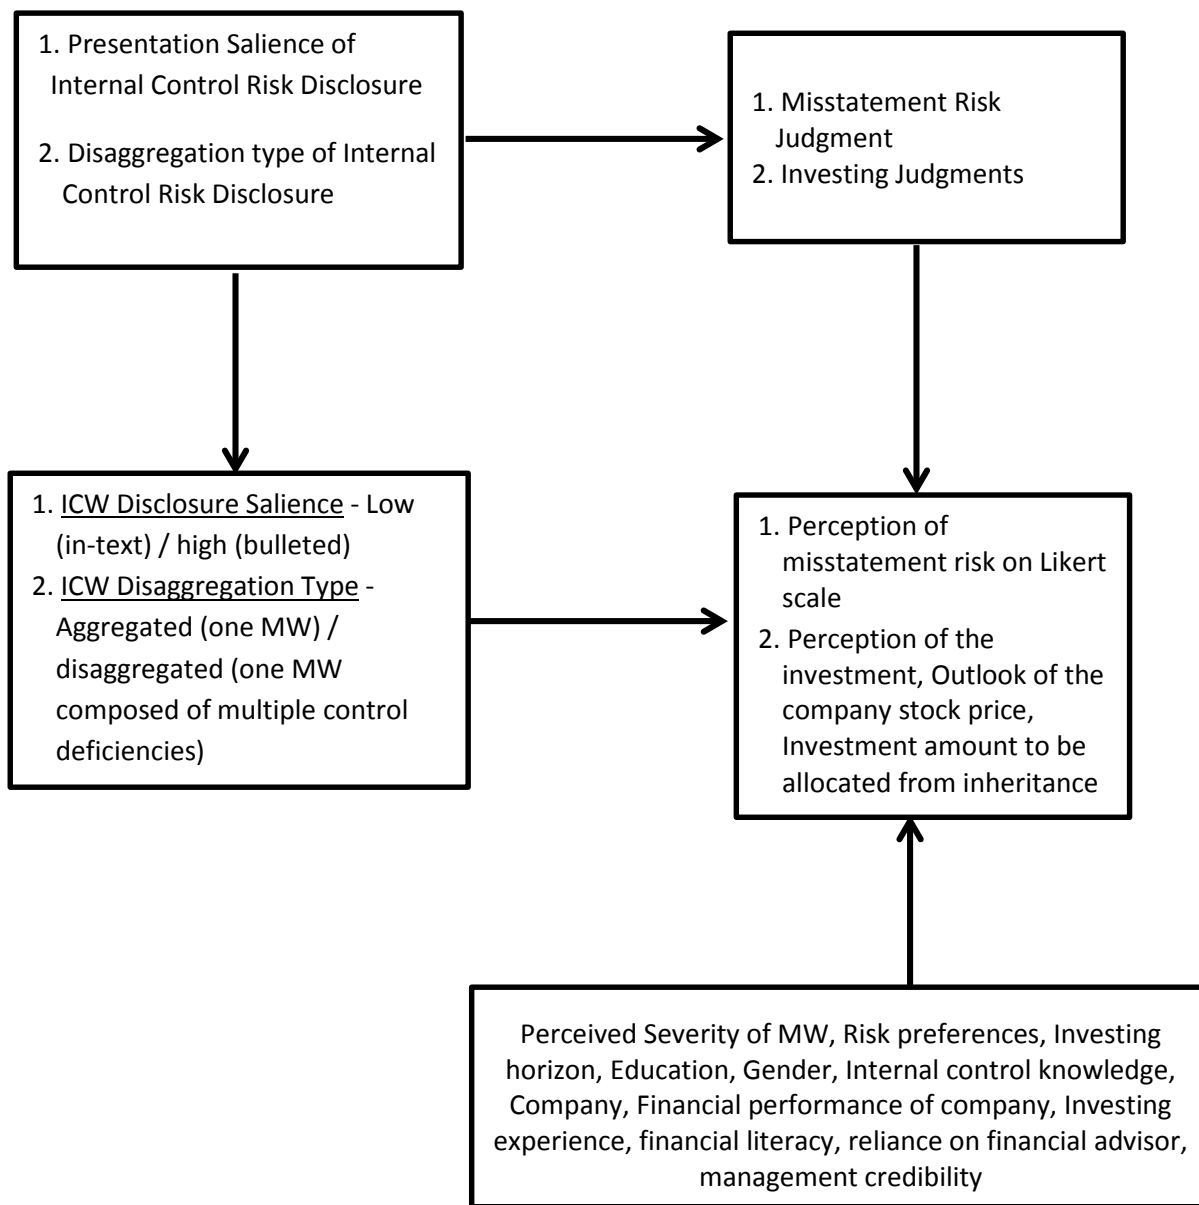 1. Presentation Salience of
Internal Control Risk Disclosure
2. Disaggregation type of Internal
Control Risk Disclosure
1. Misstatement Risk
Judgment
2. Investing Judgments
1. ICW Disclosure Salience - Low
(in-text) / high (bulleted)
2. ICW Disaggregation Type -
Aggregated (one MW) /
disaggregated (one MW
composed of multiple control
deficiencies)
1. Perception of
misstatement risk on Likert
scale
2. Perception of the
investment, Outlook of the
company stock price,
Investment amount to be
allocated from inheritance
Perceived Severity of MW, Risk preferences, Investing
horizon, Education, Gender, Internal control knowledge,
Company, Financial performance of company, Investing
experience, financial literacy, reliance on financial advisor,
management credibility